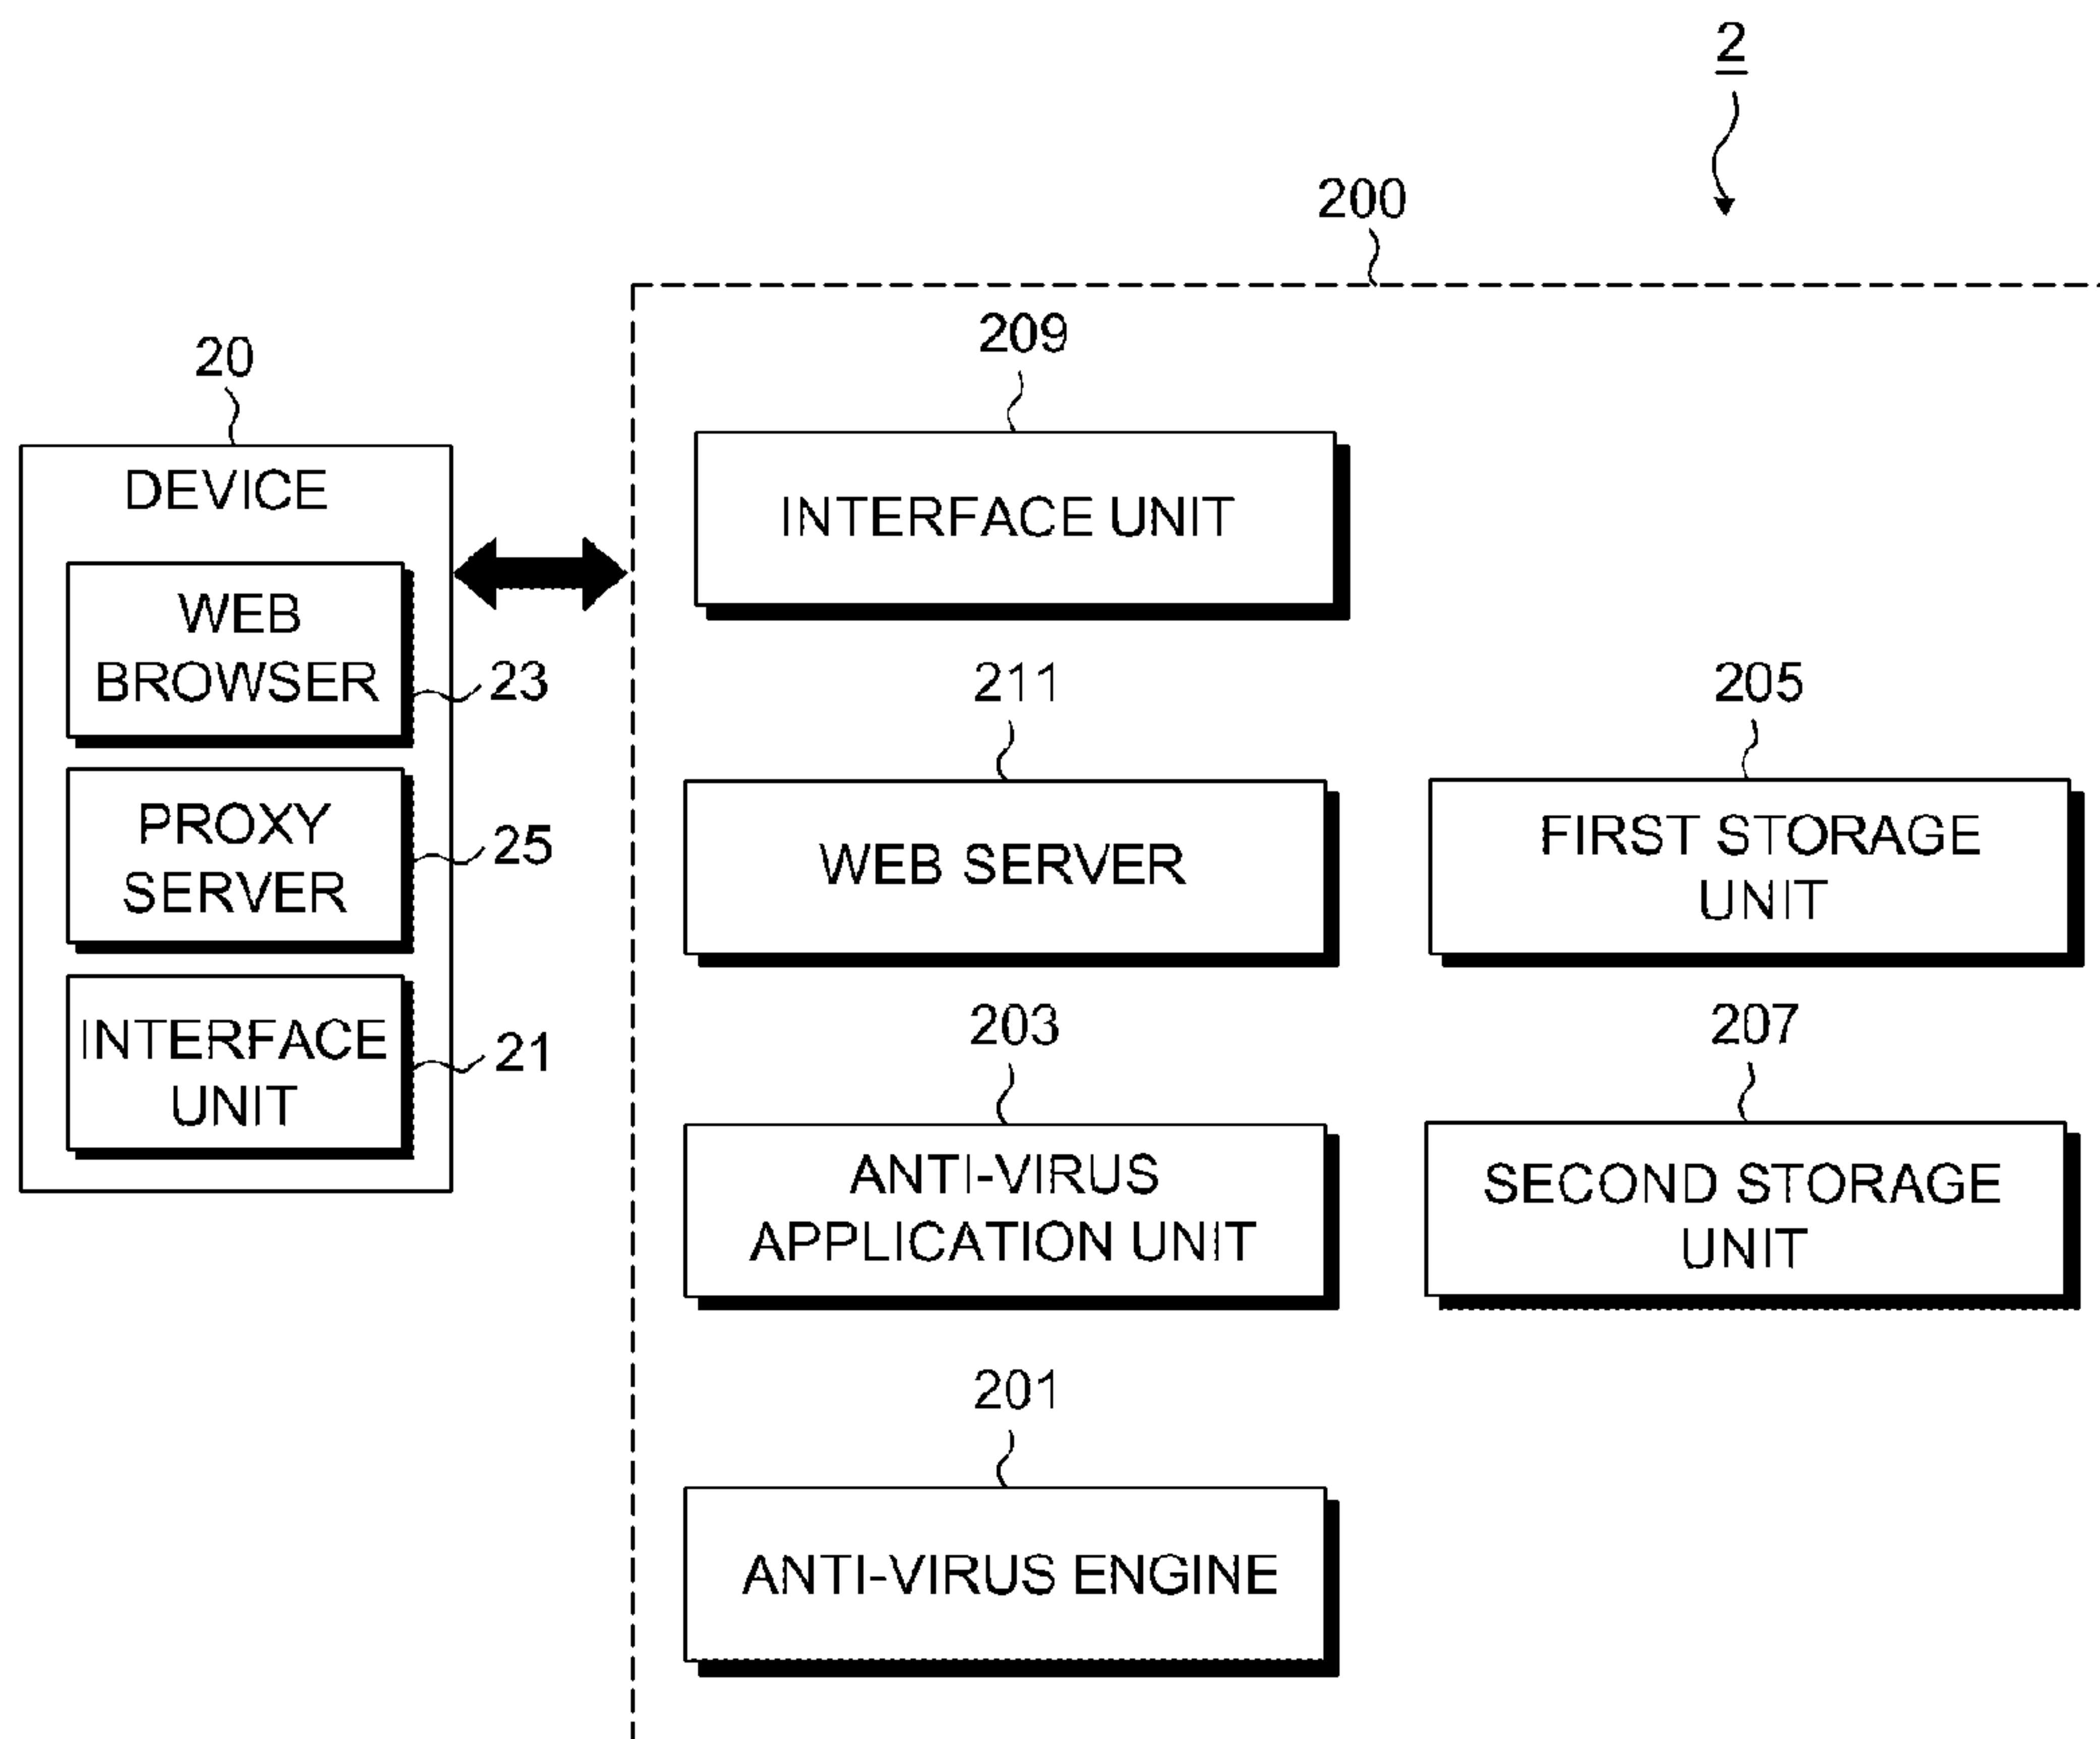 2
200
20
DEVICE
WEB
BROWSER
23
PROXY
SERVER
25
INTERFACE
UNIT
21
209
INTERFACE UNIT
211
WEB SERVER
205
FIRST STORAGE
UNIT
203
ANTI-VIRUS
APPLICATION UNIT
207
SECOND STORAGE
UNIT
201
ANTI-VIRUS ENGINE